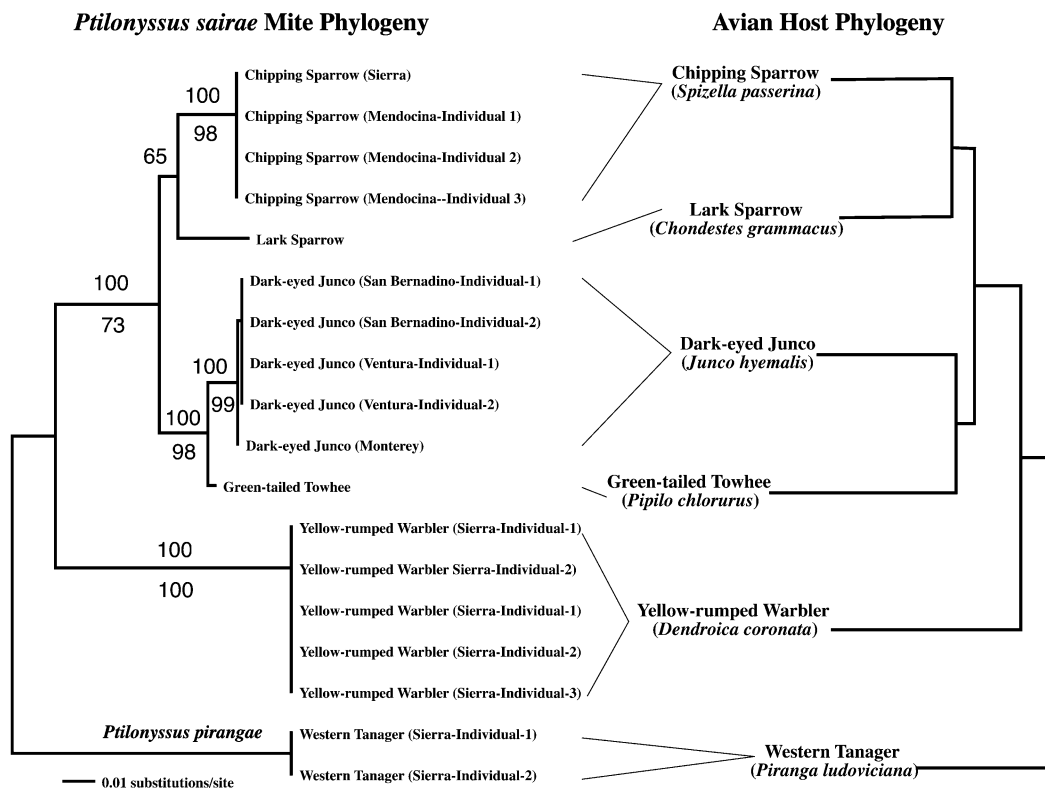 Ptilonyssus sairae Mite Phylogeny
Avian Host Phylogeny
Chipping Sparrow (Sierra)
Chipping Sparrow (Mendocina-Individual 1)
Chipping Sparrow (Mendocina-Individual 2)
Chipping Sparrow (Mendocina--Individual 3)
Lark Sparrow
Dark-eyed Junco (San Bernadino-Individual-1)
Dark-eyed Junco (San Bernadino-Individual-2)
Dark-eyed Junco (Ventura-Individual-1)
Dark-eyed Junco (Ventura-Individual-2)
Dark-eyed Junco (Monterey)
Green-tailed Towhee
Yellow-rumped Warbler (Sierra-Individual-1)
Yellow-rumped Warbler Sierra-Individual-2)
Yellow-rumped Warbler (Sierra-Individual-1)
Yellow-rumped Warbler (Sierra-Individual-2)
Yellow-rumped Warbler (Sierra-Individual-3)
Ptilonyssus pirangae
Western Tanager (Sierra-Individual-1)
Western Tanager (Sierra-Individual-2)
0.01 substitutions/site
100
98
65
100
73
100
99
100
98
100
100
Chipping Sparrow
(Spizella passerina)
Lark Sparrow
(Chondestes grammacus)
Dark-eyed Junco
(Junco hyemalis)
Green-tailed Towhee
(Pipilo chlorurus)
Yellow-rumped Warbler
(Dendroica coronata)
Western Tanager
(Piranga ludoviciana)